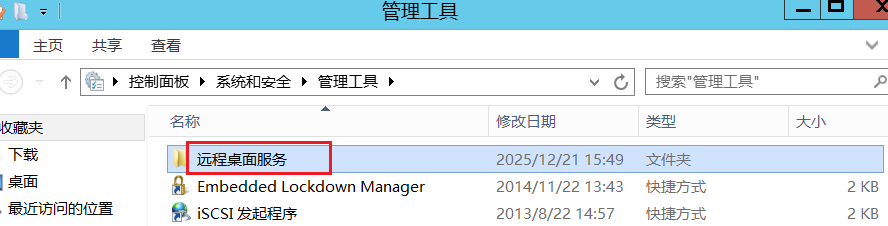 管理工具
主页 共享 查看
控制面板 系统和安全 管理工具 搜索"管理工具"
收藏夹
下载
桌面
最近访问的位置
名称 修改日期 类型 大小
远程桌面服务 2025/12/21 15:49 文件夹
Embedded Lockdown Manager 2014/11/22 13:43 快捷方式 2 KB
iSCSI 发起程序 2013/8/22 14:57 快捷方式 2 KB